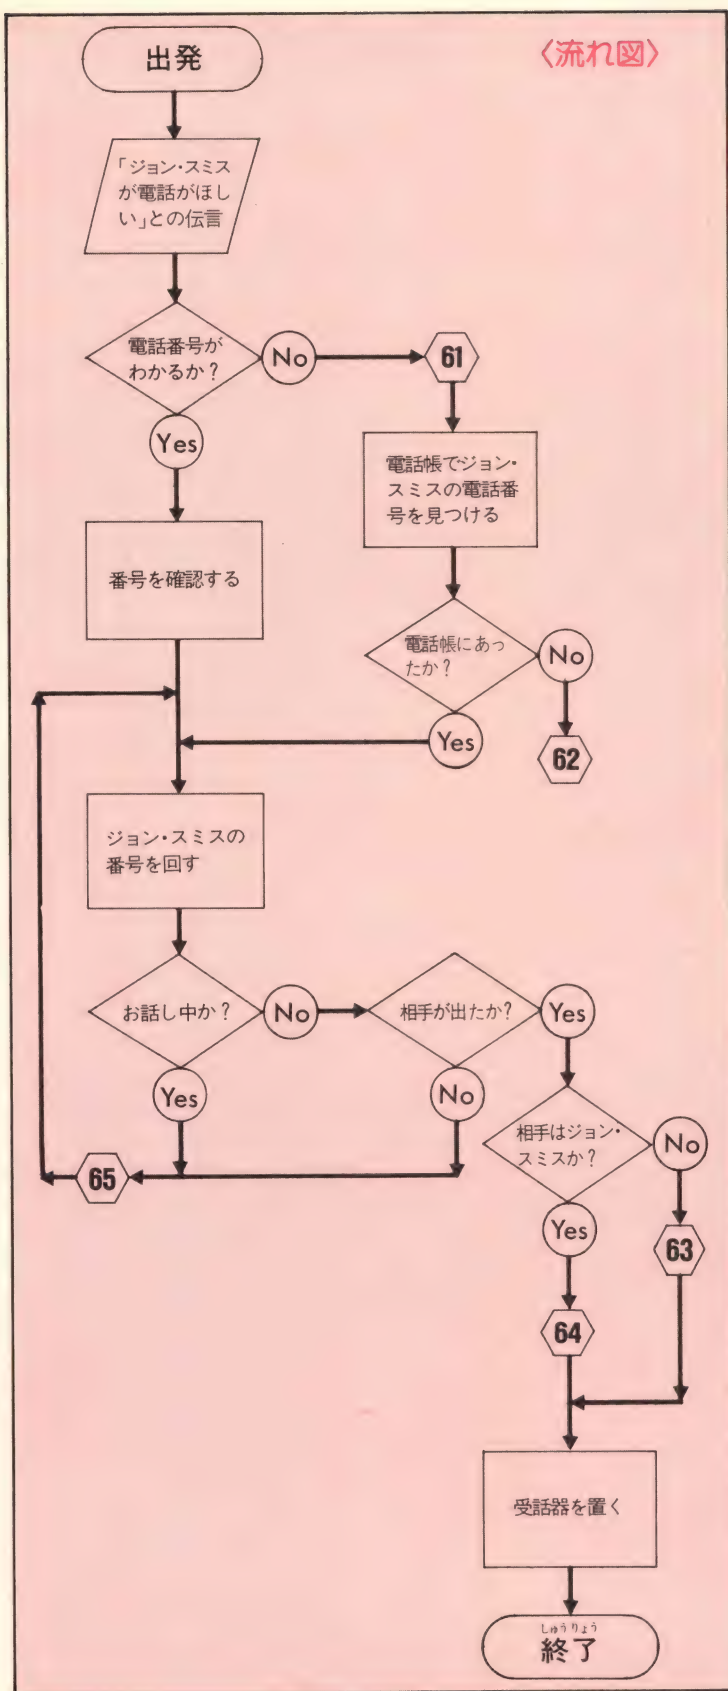 〈流れ図〉
出発
「ジョン・スミス
が電話がほし
い」との伝言
電話番号が
わかるか？
No
61
Yes
電話帳でジョン・
スミスの電話番
号を見つける
番号を確認する
電話帳にあっ
たか？
No
Yes
62
ジョン・スミスの
番号を回す
お話し中か？
No
相手が出たか？
Yes
Yes
No
相手はジョン・
スミスか？
No
65
Yes
63
64
受話器を置く
しゅうりょう
終了